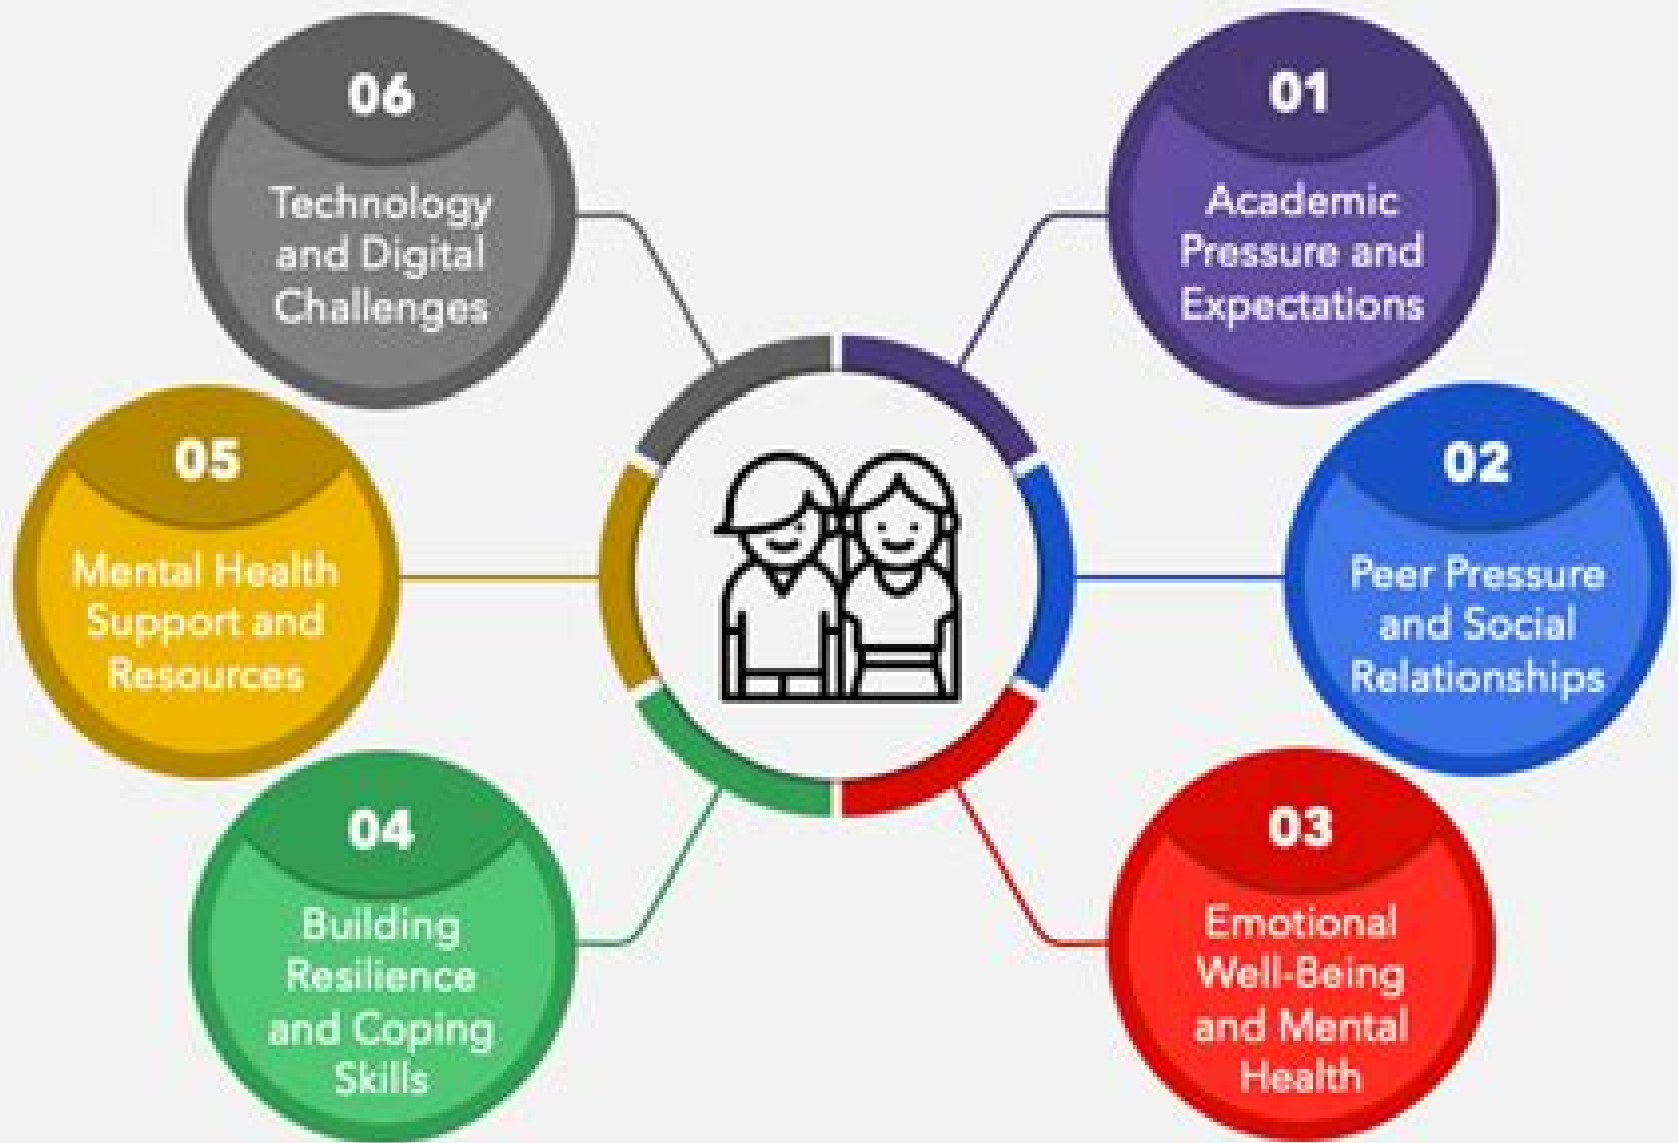 01
Academic
Pressure and
Expectations
02
Peer Pressure
and Social
Relationships
03
Emotional
Well-Being
and Mental
Health
04
Building
Resilience
and Coping
Skills
05
Mental Health
Support and
Resources
06
Technology
and Digital
Challenges